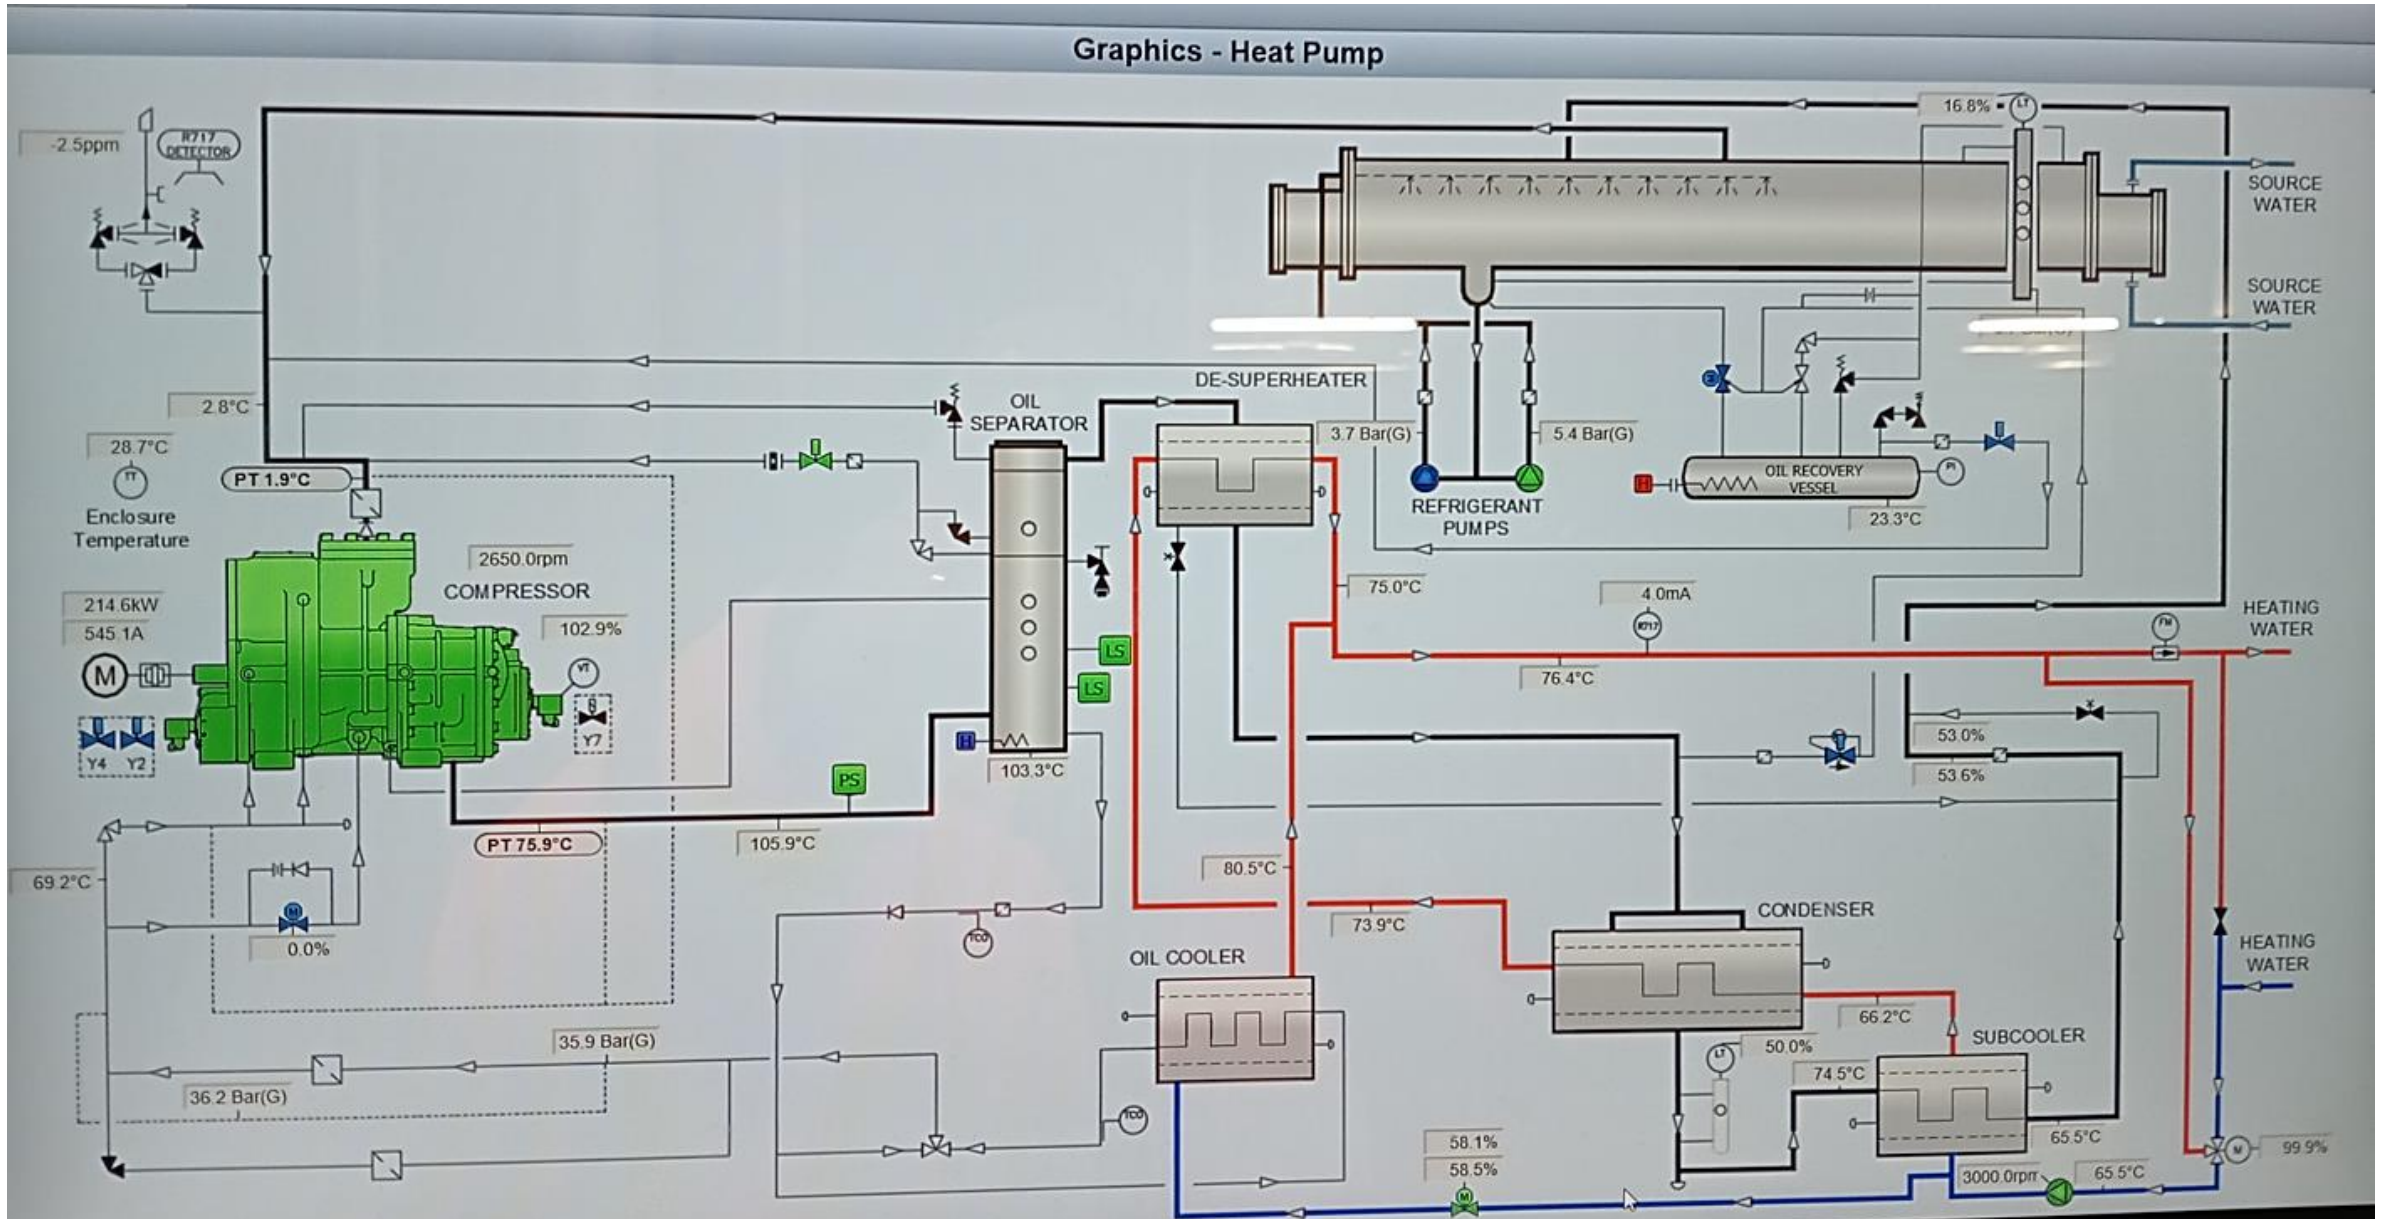 Graphics - Heat Pump
-2.5ppm
R717
DETECTOR
16.8%
LT
SOURCE
WATER
SOURCE
WATER
2.8°C
28.7°C
TT
Enclosure
Temperature
PT 1.9°C
OIL
SEPARATOR
DE-SUPERHEATER
3.7 Bar(G)
5.4 Bar(G)
REFRIGERANT
PUMPS
M
H
OIL RECOVERY
VESSEL
PI
23.3°C
2650.0rpm
COMPRESSOR
214.6kW
545.1A
102.9%
M
VT
Y4
Y2
Y7
LS
LS
H
103.3°C
PS
PT 75.9°C
105.9°C
75.0°C
4.0mA
R717
76.4°C
FM
HEATING
WATER
53.0%
53.6%
69.2°C
M
0.0%
TCO
80.5°C
73.9°C
CONDENSER
OIL COOLER
HEATING
WATER
66.2°C
SUBCOOLER
LT
50.0%
74.5°C
65.5°C
35.9 Bar(G)
36.2 Bar(G)
TCO
58.1%
58.5%
M
3000.0rpm
65.5°C
M
99.9%